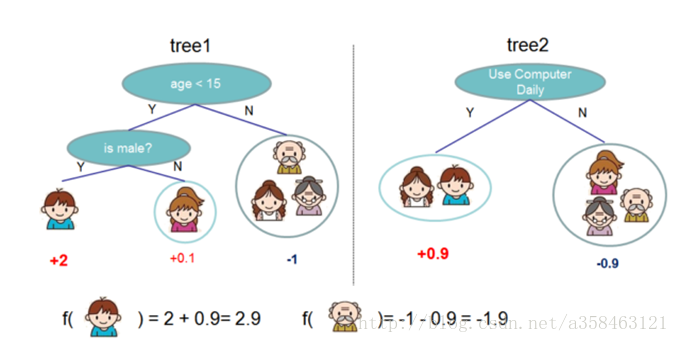 tree1
age < 15
Y
N
is male?
Y
N
+2
+0.1
-1
tree2
Use Computer
Daily
Y
N
+0.9
-0.9
f( ) = 2 + 0.9= 2.9
f( )= -1 - 0.9 = -1.9
http://blog.csdn.net/a358463121